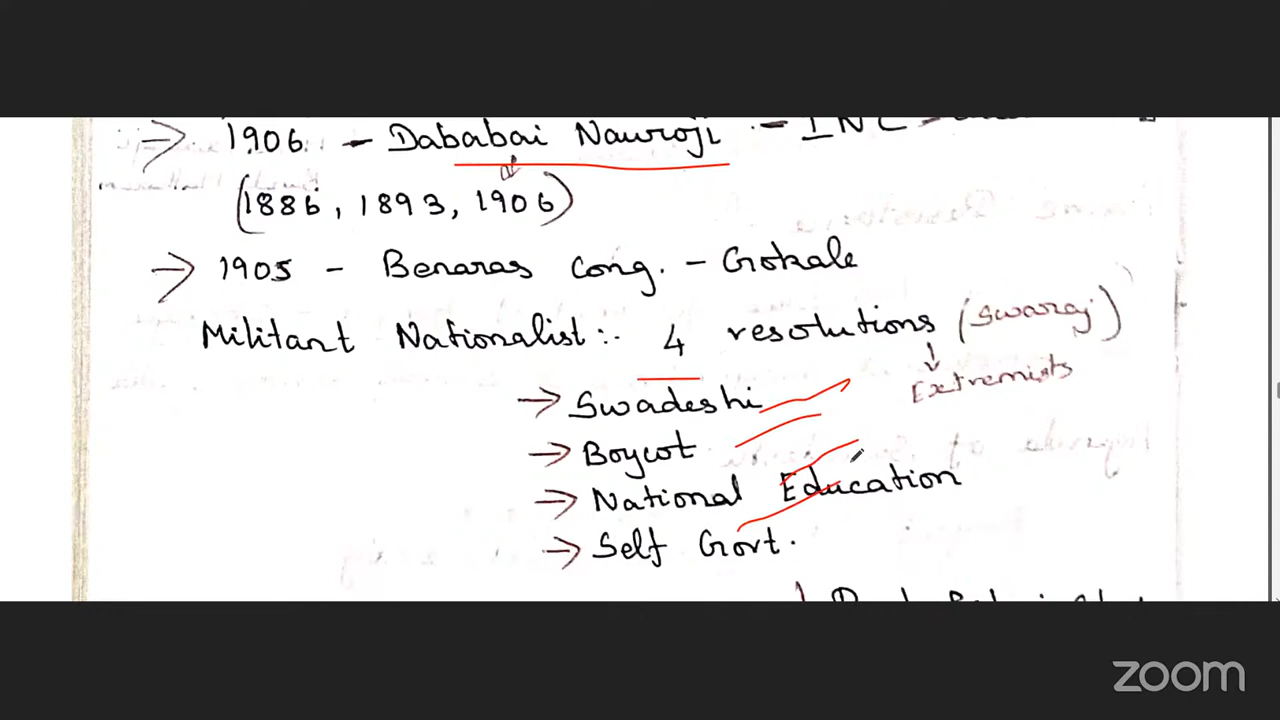 → 1906 - Dababai Nauroji - INC -
(1886, 1893, 1906)
→ 1905 - Benaras Cong. - Gokale
Militant Nationalist :- 4 resolutions (Swaraj)
↓
Extremists
→ Swadeshi
→ Boycot
→ National Education
→ Self Govt.
zoom